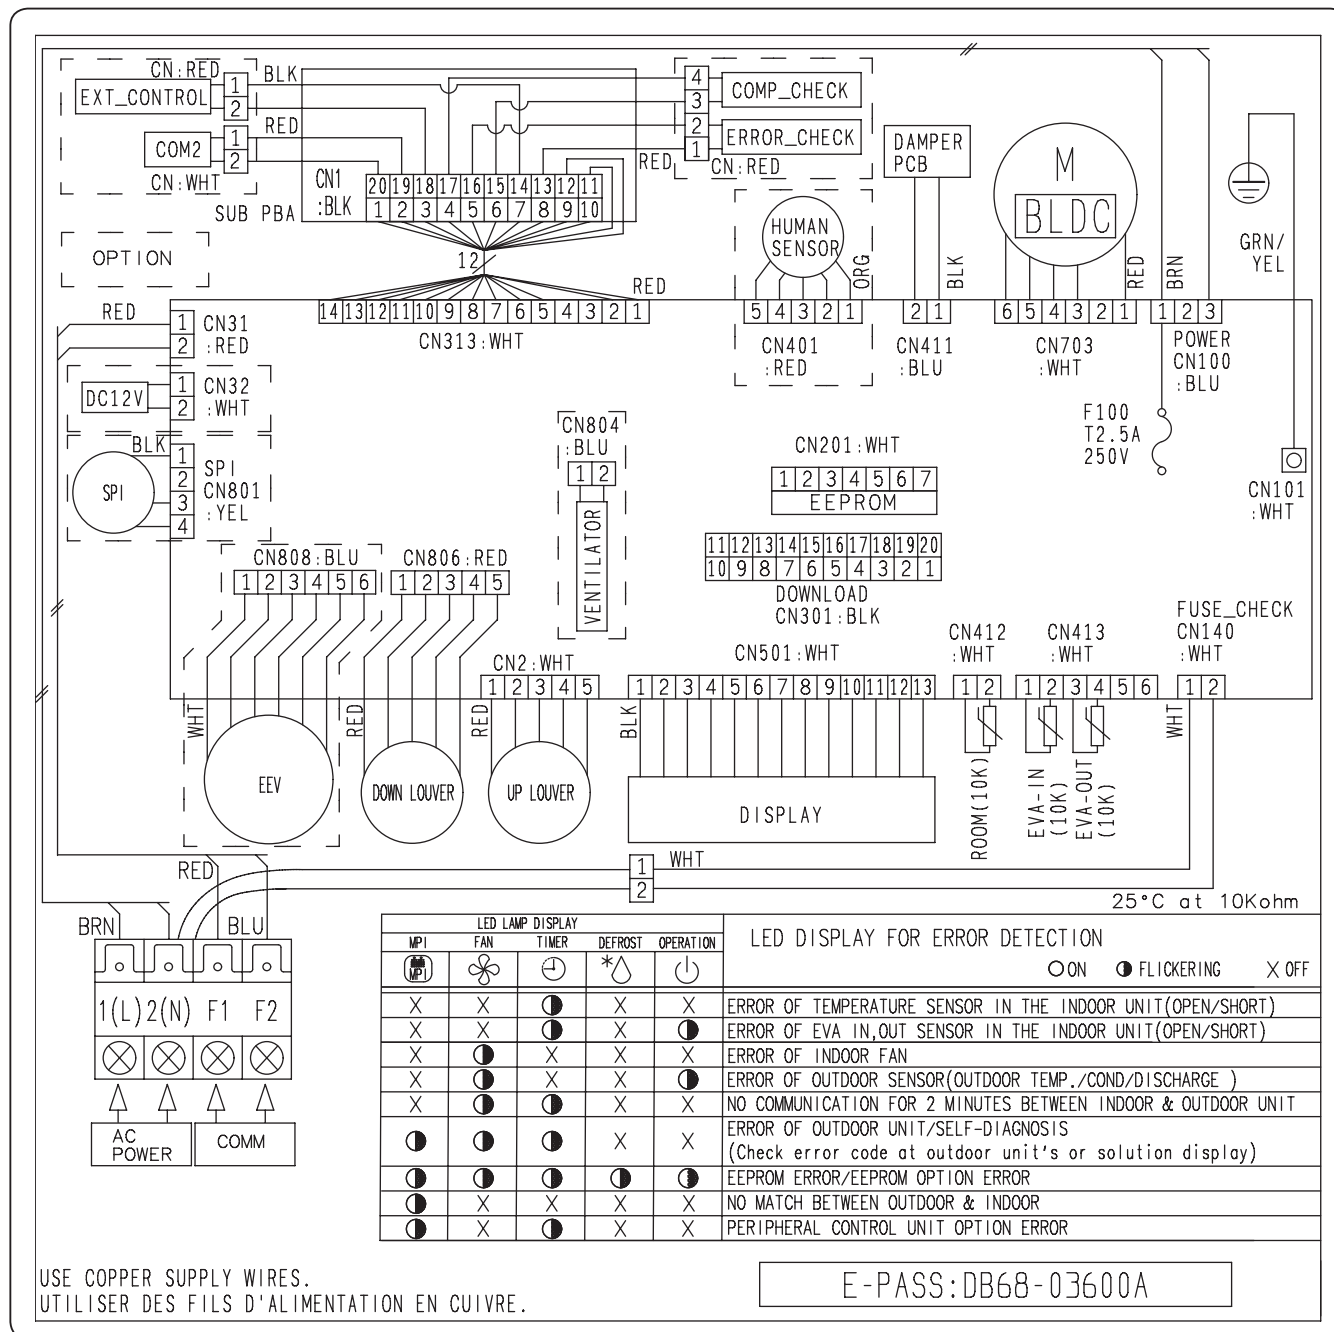 CN:RED
BLK
EXT_CONTROL
1
2
RED
COM2
1
2
CN:WHT
SUB PBA
CN1
:BLK
20 19 18 17 16 15 14 13 12 11
1 2 3 4 5 6 7 8 9 10
12
4
3
2
1
COMP_CHECK
ERROR_CHECK
RED
CN:RED
DAMPER
PCB
M
BLDC
GRN/
YEL
OPTION
HUMAN
SENSOR
ORG
BLK
RED
BRN
RED
RED
14 13 12 11 10 9 8 7 6 5 4 3 2 1
CN313:WHT
5 4 3 2 1
CN401
:RED
2 1
CN411
:BLU
6 5 4 3 2 1
CN703
:WHT
1 2 3
POWER
CN100
:BLU
1
2
CN31
:RED
DC12V
1
2
CN32
:WHT
BLK
SPI
1
2
3
4
SPI
CN801
:YEL
F100
T2.5A
250V
CN101
:WHT
CN804
:BLU
1 2
VENTILATOR
CN201:WHT
1 2 3 4 5 6 7
EEPROM
11 12 13 14 15 16 17 18 19 20
10 9 8 7 6 5 4 3 2 1
DOWNLOAD
CN301:BLK
CN808:BLU
1 2 3 4 5 6
CN806:RED
1 2 3 4 5
CN2:WHT
1 2 3 4 5
CN501:WHT
1 2 3 4 5 6 7 8 9 10 11 12 13
CN412
:WHT
1 2
CN413
:WHT
1 2 3 4 5 6
FUSE_CHECK
CN140
:WHT
1 2
WHT
RED
RED
BLK
WHT
EEV
DOWN LOUVER
UP LOUVER
DISPLAY
ROOM(10K)
EVA-IN
(10K)
EVA-OUT
(10K)
RED
1
2
WHT
25°C at 10Kohm
BRN
BLU
1(L) 2(N) F1 F2
AC
POWER
COMM
LED LAMP DISPLAY
MPI FAN TIMER DEFROST OPERATION
MPI
LED DISPLAY FOR ERROR DETECTION
○ON ◑FLICKERING X OFF
X X ◑ X X ERROR OF TEMPERATURE SENSOR IN THE INDOOR UNIT(OPEN/SHORT)
X X ◑ X ◑ ERROR OF EVA IN,OUT SENSOR IN THE INDOOR UNIT(OPEN/SHORT)
X ◑ X X X ERROR OF INDOOR FAN
X ◑ X X ◑ ERROR OF OUTDOOR SENSOR(OUTDOOR TEMP./COND/DISCHARGE )
X ◑ ◑ X X NO COMMUNICATION FOR 2 MINUTES BETWEEN INDOOR & OUTDOOR UNIT
◑ ◑ ◑ X X ERROR OF OUTDOOR UNIT/SELF-DIAGNOSIS
(Check error code at outdoor unit's or solution display)
◑ ◑ ◑ ◑ ◑ EEPROM ERROR/EEPROM OPTION ERROR
◑ X X X X NO MATCH BETWEEN OUTDOOR & INDOOR
◑ X ◑ X X PERIPHERAL CONTROL UNIT OPTION ERROR
USE COPPER SUPPLY WIRES.
UTILISER DES FILS D'ALIMENTATION EN CUIVRE.
E-PASS:DB68-03600A